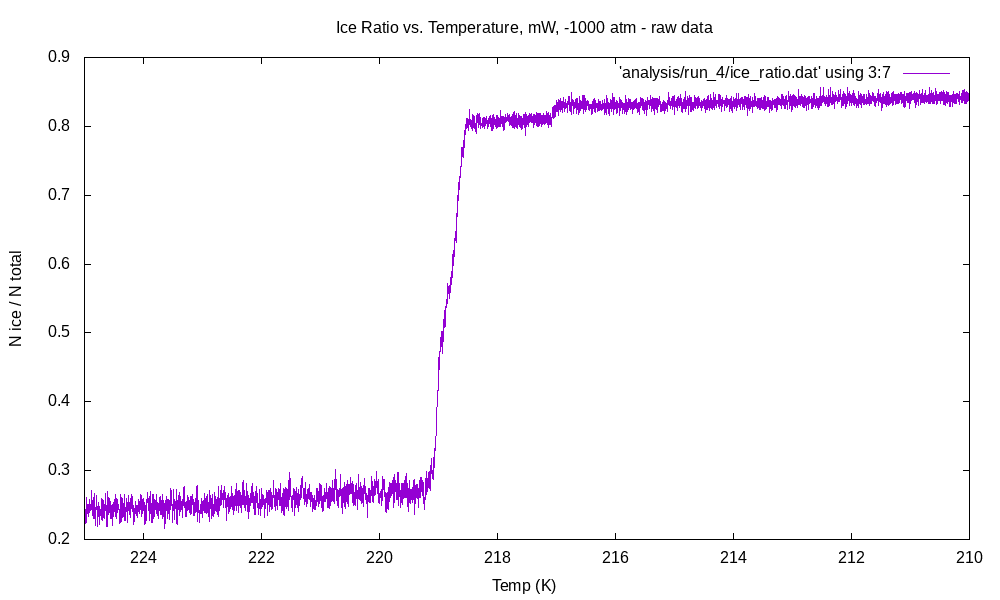 Ice Ratio vs. Temperature, mW, -1000 atm - raw data
'analysis/run_4/ice_ratio.dat' using 3:7
N ice / N total
0.9
0.8
0.7
0.6
0.5
0.4
0.3
0.2
224 222 220 218 216 214 212 210
Temp (K)